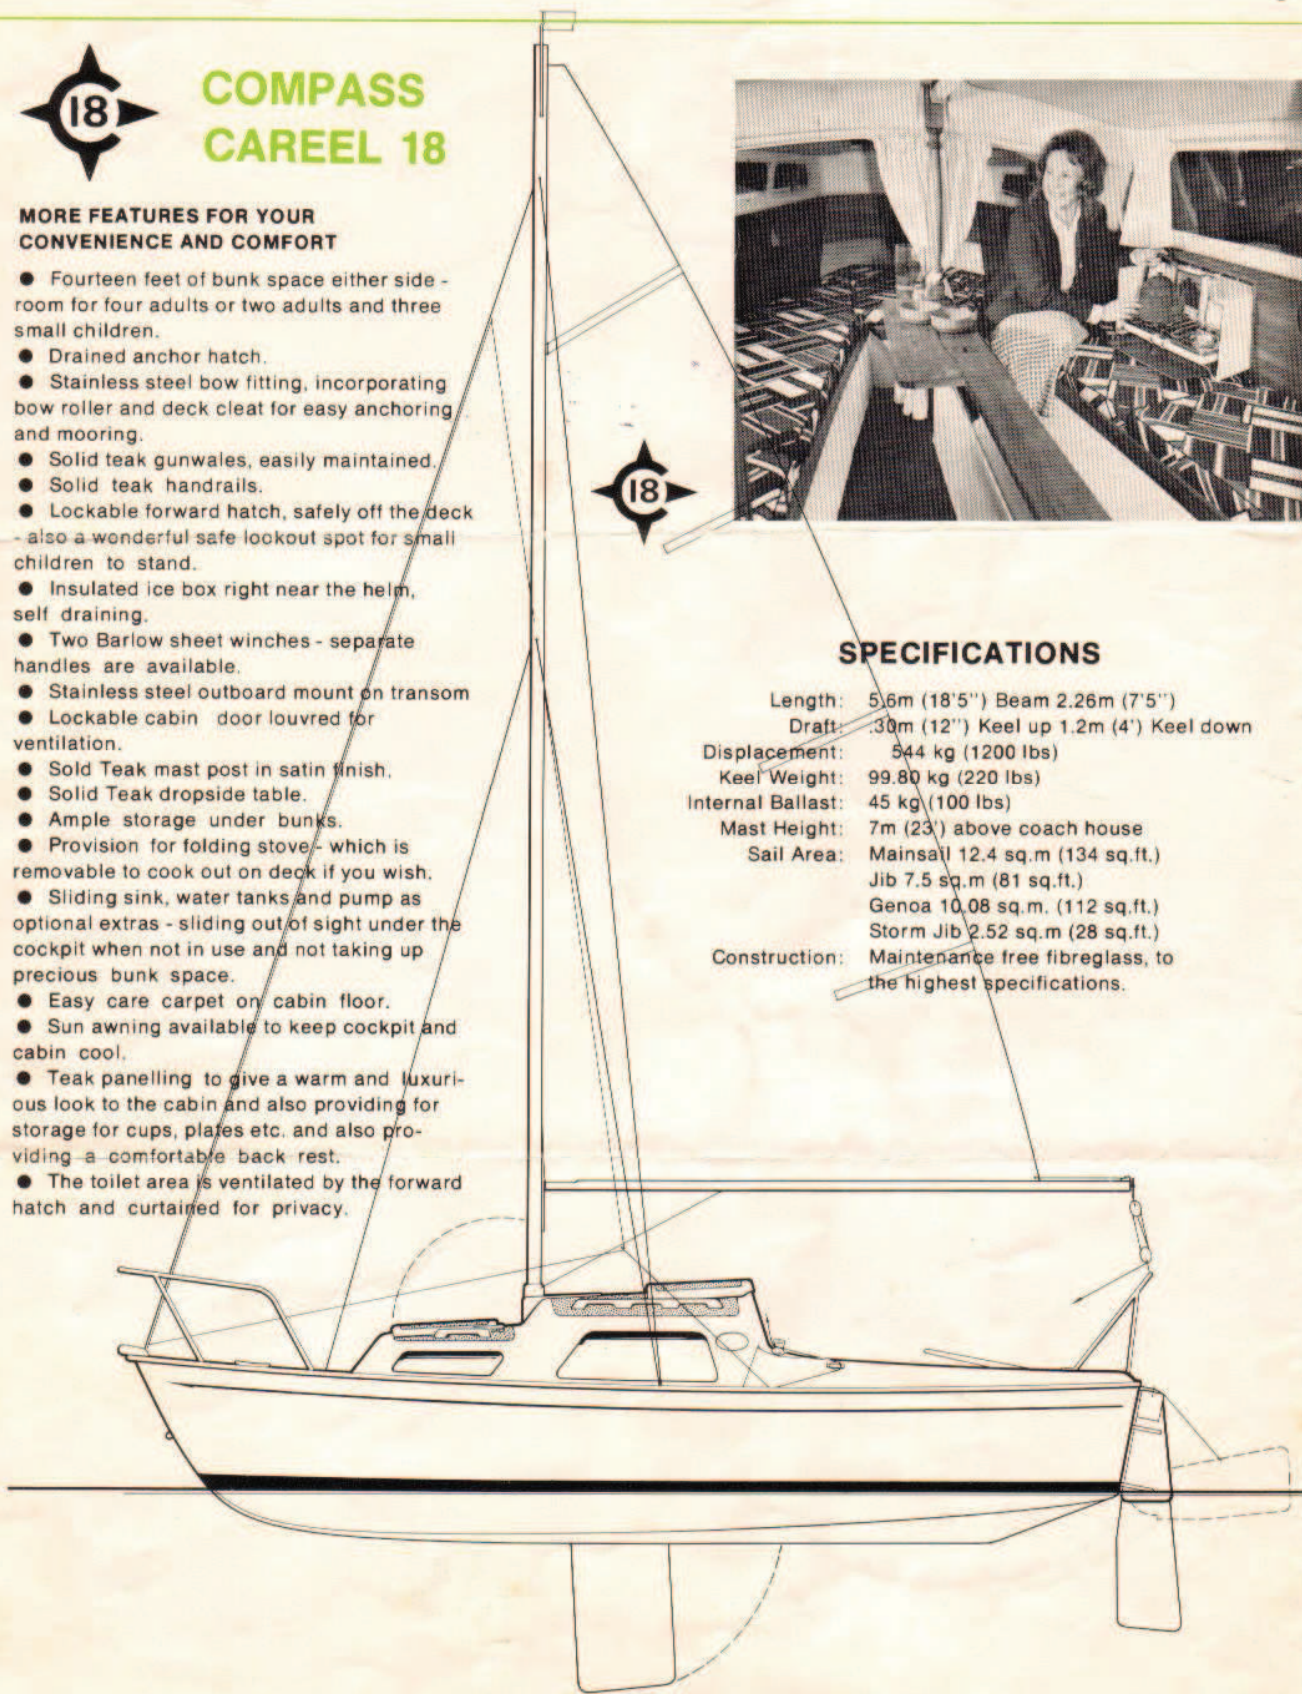 18
COMPASS
CAREEL 18
MORE FEATURES FOR YOUR
CONVENIENCE AND COMFORT
● Fourteen feet of bunk space either side -
room for four adults or two adults and three
small children.
● Drained anchor hatch.
● Stainless steel bow fitting, incorporating
bow roller and deck cleat for easy anchoring
and mooring.
● Solid teak gunwales, easily maintained.
● Solid teak handrails.
● Lockable forward hatch, safely off the deck
- also a wonderful safe lookout spot for small
children to stand.
● Insulated ice box right near the helm,
self draining.
● Two Barlow sheet winches - separate
handles are available.
● Stainless steel outboard mount on transom
● Lockable cabin door louvred for
ventilation.
● Sold Teak mast post in satin finish.
● Solid Teak dropside table.
● Ample storage under bunks.
● Provision for folding stove - which is
removable to cook out on deck if you wish.
● Sliding sink, water tanks and pump as
optional extras - sliding out of sight under the
cockpit when not in use and not taking up
precious bunk space.
● Easy care carpet on cabin floor.
● Sun awning available to keep cockpit and
cabin cool.
● Teak panelling to give a warm and luxuri-
ous look to the cabin and also providing for
storage for cups, plates etc. and also pro-
viding a comfortable back rest.
● The toilet area is ventilated by the forward
hatch and curtained for privacy.
18
SPECIFICATIONS
Length: 5.6m (18'5'') Beam 2.26m (7'5'')
Draft: .30m (12'') Keel up 1.2m (4') Keel down
Displacement: 544 kg (1200 lbs)
Keel Weight: 99.80 kg (220 lbs)
Internal Ballast: 45 kg (100 lbs)
Mast Height: 7m (23') above coach house
Sail Area: Mainsail 12.4 sq.m (134 sq.ft.)
Jib 7.5 sq.m (81 sq.ft.)
Genoa 10.08 sq.m. (112 sq.ft.)
Storm Jib 2.52 sq.m (28 sq.ft.)
Construction: Maintenance free fibreglass, to
the highest specifications.